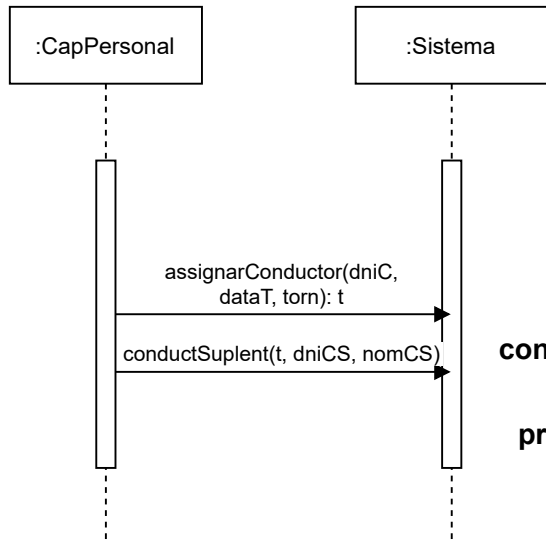 :CapPersonal
:Sistema
assignarConductor(dniC,
dataT, torn): t
conductSuplent(t, dniCS, nomCS)
con
pr